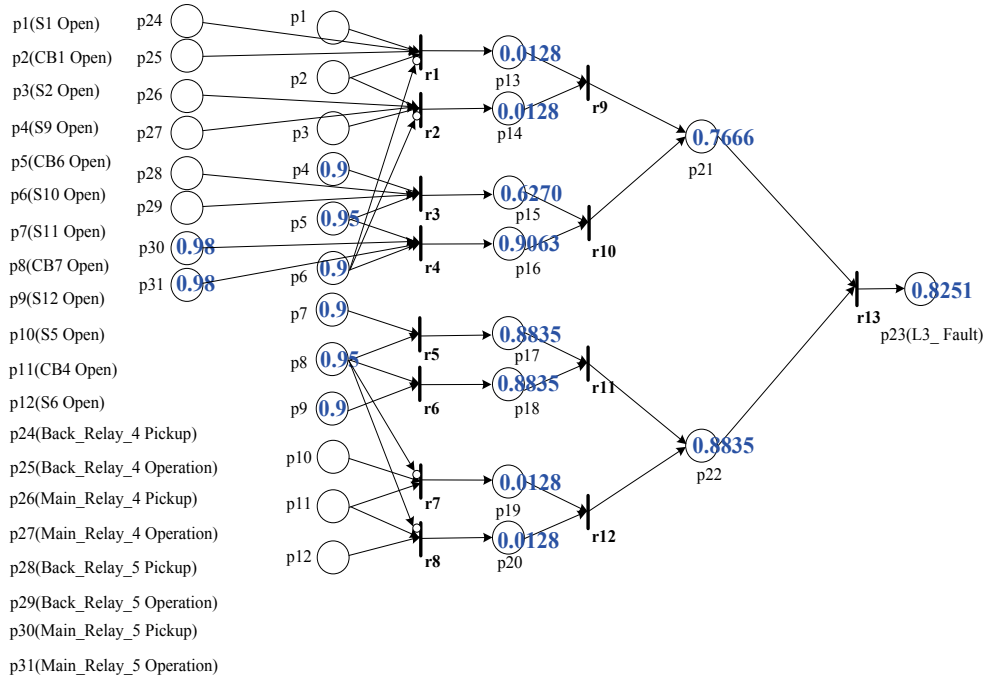 p1(S1 Open)
p2(CB1 Open)
p3(S2 Open)
p4(S9 Open)
p5(CB6 Open)
p6(S10 Open)
p7(S11 Open)
p8(CB7 Open)
p9(S12 Open)
p10(S5 Open)
p11(CB4 Open)
p12(S6 Open)
p24(Back_Relay_4 Pickup)
p25(Back_Relay_4 Operation)
p26(Main_Relay_4 Pickup)
p27(Main_Relay_4 Operation)
p28(Back_Relay_5 Pickup)
p29(Back_Relay_5 Operation)
p30(Main_Relay_5 Pickup)
p31(Main_Relay_5 Operation)
p24
p25
p26
p27
p28
p29
p30 0.98
p31 0.98
p1
p2
p3
p4 0.9
p5 0.95
p6 0.9
p7 0.9
p8 0.95
p9 0.9
p10
p11
p12
r1
r2
r3
r4
r5
r6
r7
r8
0.0128
p13
0.0128
p14
0.6270
p15
0.9063
p16
0.8835
p17
0.8835
p18
0.0128
p19
0.0128
p20
r9
r10
r11
r12
0.7666
p21
0.8835
p22
r13
0.8251
p23(L3_ Fault)